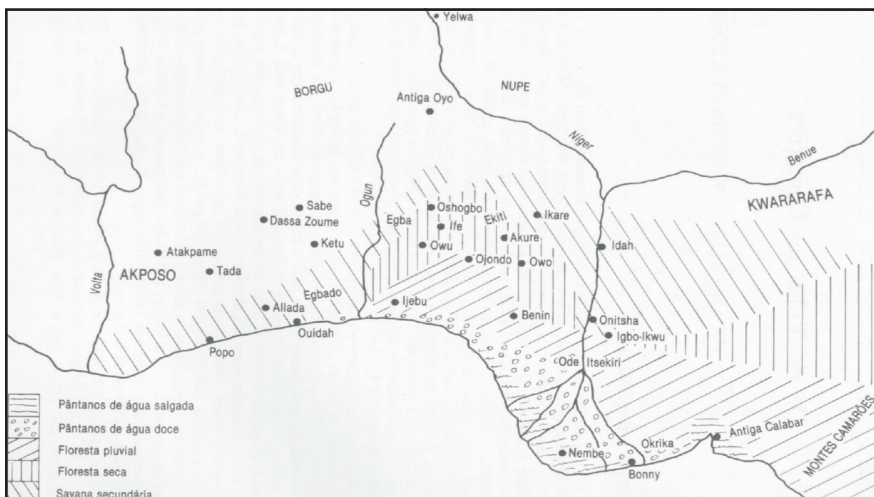 Yelwa
BORGU
NUPE
Antiga Oyo
Níger
Benue
Ogun
KWARARAFA
Sabe
Oshogbo
Ikare
Dassa Zoume
Egba
Ife
Ekiti
Ketu
Owu
Akure
Idah
Atakpame
Volta
AKPOSO
Tada
Ojondo
Owo
Egbado
Allada
Ijebu
Benin
Onitsha
Ouidah
Igbo-Ikwu
Popo
Ode Itsekiri
Pântanos de água salgada
Pântanos de água doce
Floresta pluvial
Floresta seca
Savana secundária
Nembe
Okrika
Bonny
Antiga Calabar
MONTES CAMARÕES